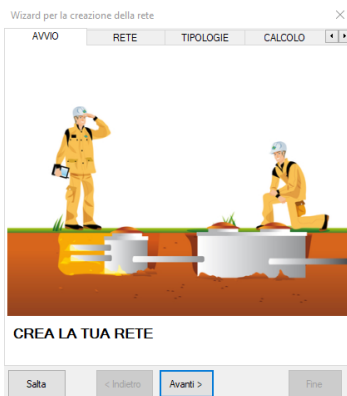 Wizard per la creazione della rete
AVVIO RETE TIPOLOGIE CALCOLO
CREA LA TUA RETE
Salta < Indietro Avanti > Fine